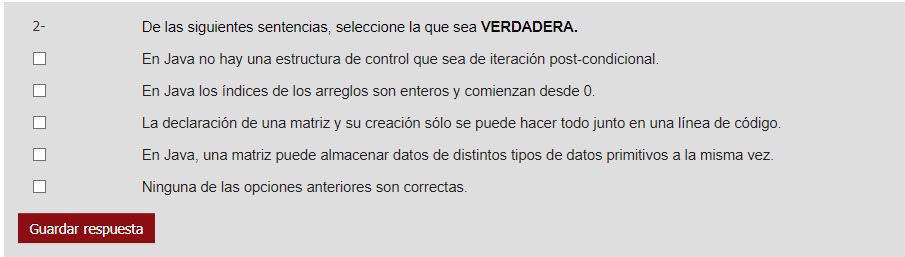 2- De las siguientes sentencias, seleccione la que sea VERDADERA.
En Java no hay una estructura de control que sea de iteración post-condicional.
En Java los índices de los arreglos son enteros y comienzan desde 0.
La declaración de una matriz y su creación sólo se puede hacer todo junto en una línea de código.
En Java, una matriz puede almacenar datos de distintos tipos de datos primitivos a la misma vez.
Ninguna de las opciones anteriores son correctas.
Guardar respuesta